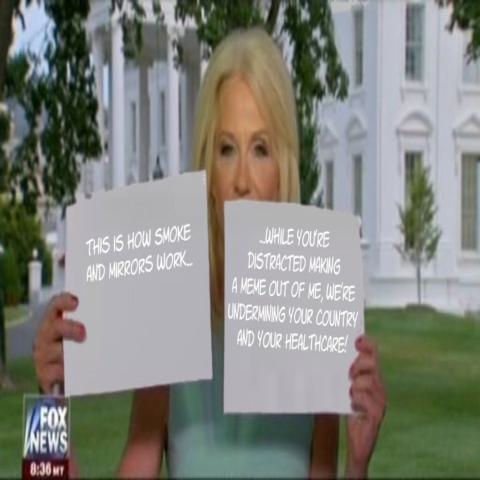 THIS IS HOW SMOKE
AND MIRRORS WORK...
...WHILE YOU'RE
DISTRACTED MAKING
A MEME OUT OF ME, WE'RE
UNDERMINING YOUR COUNTRY
AND YOUR HEALTHCARE!
FOX
NEWS
8:36 MT